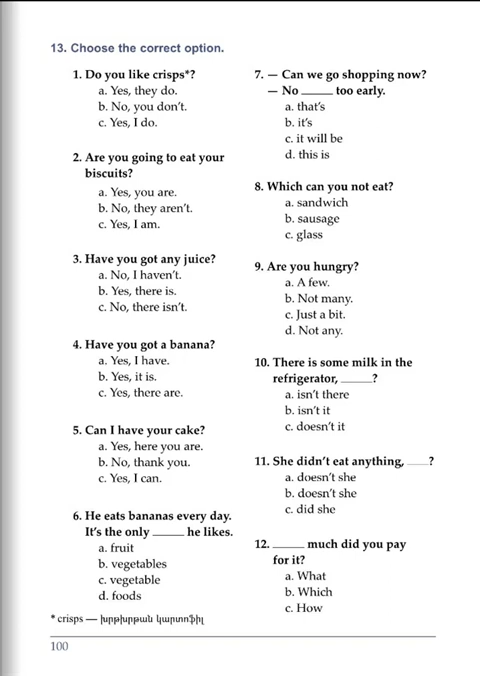 13. Choose the correct option.
1. Do you like crisps*?
a. Yes, they do.
b. No, you don't.
c. Yes, I do.
2. Are you going to eat your
biscuits?
a. Yes, you are.
b. No, they aren't.
c. Yes, I am.
3. Have you got any juice?
a. No, I haven't.
b. Yes, there is.
c. No, there isn't.
4. Have you got a banana?
a. Yes, I have.
b. Yes, it is.
c. Yes, there are.
5. Can I have your cake?
a. Yes, here you are.
b. No, thank you.
c. Yes, I can.
6. He eats bananas every day.
It's the only _____ he likes.
a. fruit
b. vegetables
c. vegetable
d. foods
* crisps — խրթխրթան կարտոֆիլ
7. — Can we go shopping now?
— No _____ too early.
a. that's
b. it's
c. it will be
d. this is
8. Which can you not eat?
a. sandwich
b. sausage
c. glass
9. Are you hungry?
a. A few.
b. Not many.
c. Just a bit.
d. Not any.
10. There is some milk in the
refrigerator, _____?
a. isn't there
b. isn't it
c. doesn't it
11. She didn't eat anything, ___?
a. doesn't she
b. doesn't she
c. did she
12. _____ much did you pay
for it?
a. What
b. Which
c. How
100